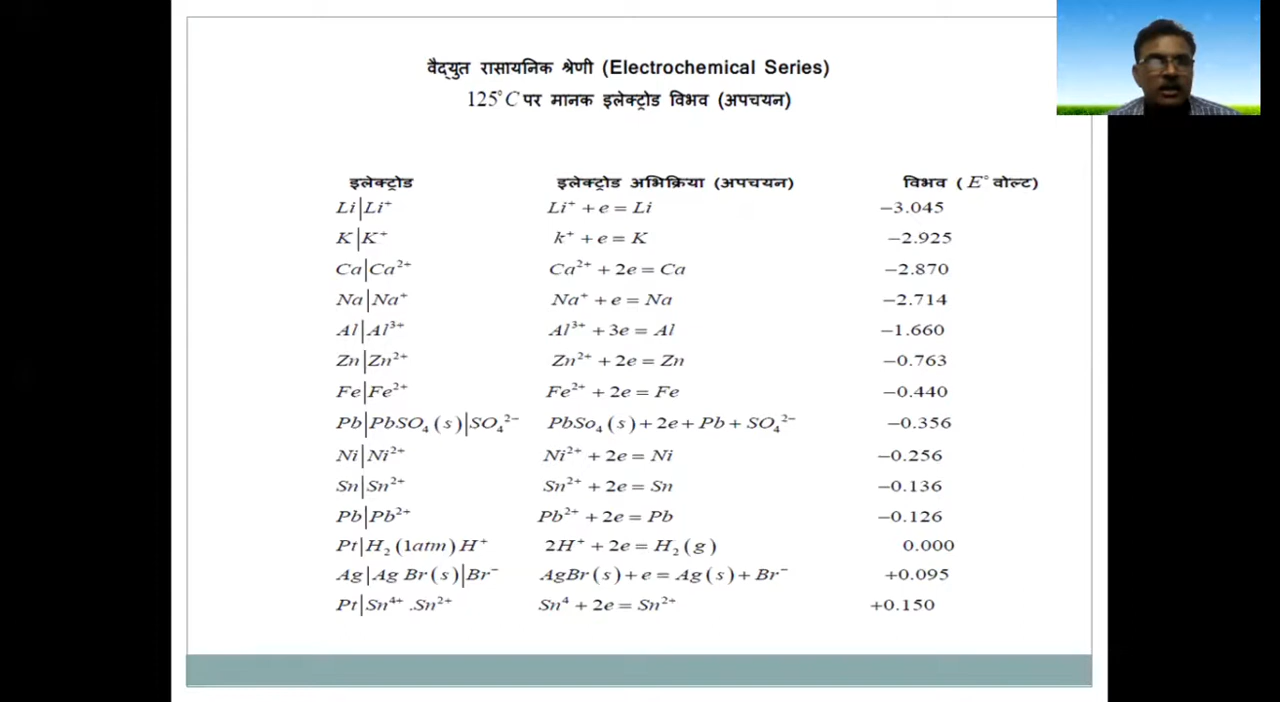 वैद्युत रासायनिक श्रेणी (Electrochemical Series)
125°C पर मानक इलेक्ट्रोड विभव (अपचयन)
इलेक्ट्रोड इलेक्ट्रोड अभिक्रिया (अपचयन) विभव (E° वोल्ट)
Li|Li⁺ Li⁺ + e = Li −3.045
K|K⁺ k⁺ + e = K −2.925
Ca|Ca²⁺ Ca²⁺ + 2e = Ca −2.870
Na|Na⁺ Na⁺ + e = Na −2.714
Al|Al³⁺ Al³⁺ + 3e = Al −1.660
Zn|Zn²⁺ Zn²⁺ + 2e = Zn −0.763
Fe|Fe²⁺ Fe²⁺ + 2e = Fe −0.440
Pb|PbSO₄(s)|SO₄²⁻ PbSo₄(s) + 2e + Pb + SO₄²⁻ −0.356
Ni|Ni²⁺ Ni²⁺ + 2e = Ni −0.256
Sn|Sn²⁺ Sn²⁺ + 2e = Sn −0.136
Pb|Pb²⁺ Pb²⁺ + 2e = Pb −0.126
Pt|H₂(1atm)H⁺ 2H⁺ + 2e = H₂(g) 0.000
Ag|Ag Br(s)|Br⁻ AgBr(s) + e = Ag(s) + Br⁻ +0.095
Pt|Sn⁴⁺.Sn²⁺ Sn⁴ + 2e = Sn²⁺ +0.150